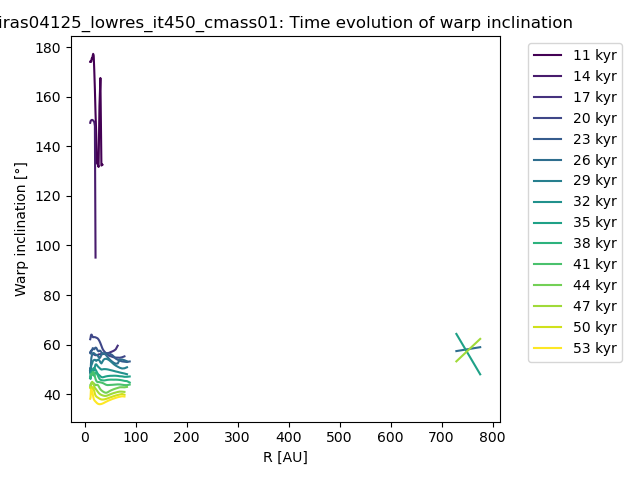 iras04125_lowres_it450_cmass01: Time evolution of warp inclination
180
160
140
120
100
80
60
40
Warp inclination [°]
0 100 200 300 400 500 600 700 800
R [AU]
11 kyr
14 kyr
17 kyr
20 kyr
23 kyr
26 kyr
29 kyr
32 kyr
35 kyr
38 kyr
41 kyr
44 kyr
47 kyr
50 kyr
53 kyr